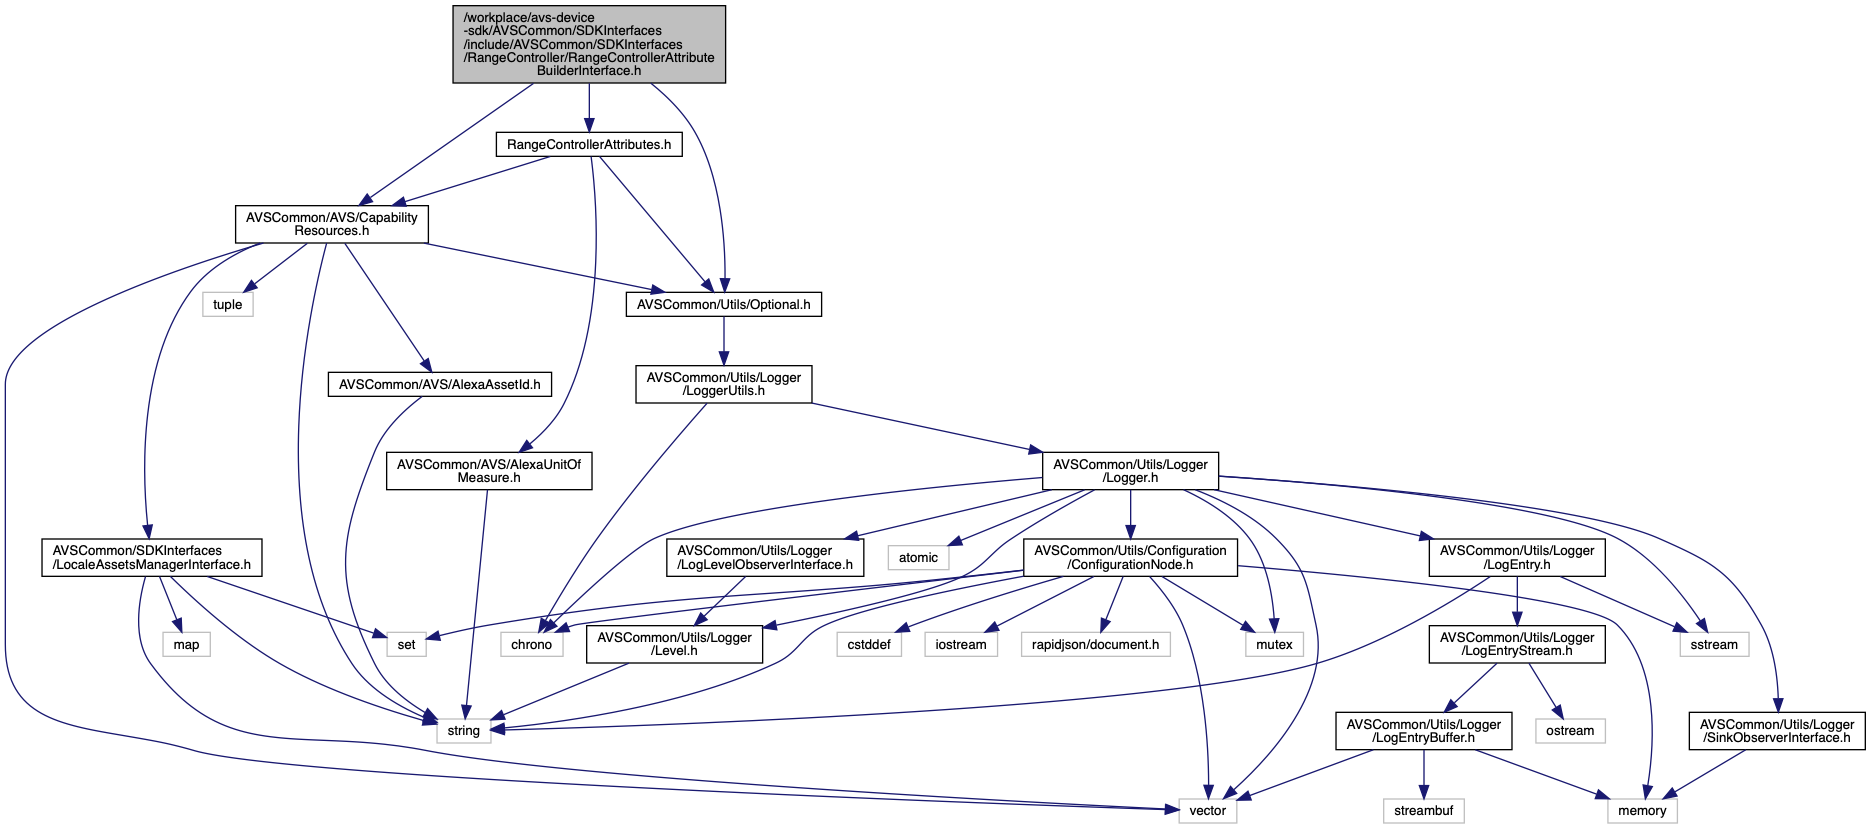 /workplace/avs-device
-sdk/AVSCommon/SDKInterfaces
/include/AVSCommon/SDKInterfaces
/RangeController/RangeControllerAttribute
BuilderInterface.h
RangeControllerAttributes.h
AVSCommon/AVS/Capability
Resources.h
tuple
AVSCommon/Utils/Optional.h
AVSCommon/AVS/AlexaAssetId.h
AVSCommon/Utils/Logger
/LoggerUtils.h
AVSCommon/AVS/AlexaUnitOf
Measure.h
AVSCommon/Utils/Logger
/Logger.h
AVSCommon/SDKInterfaces
/LocaleAssetsManagerInterface.h
AVSCommon/Utils/Logger
/LogLevelObserverInterface.h
atomic
AVSCommon/Utils/Configuration
/ConfigurationNode.h
AVSCommon/Utils/Logger
/LogEntry.h
map
set
chrono
AVSCommon/Utils/Logger
/Level.h
cstddef
iostream
rapidjson/document.h
mutex
AVSCommon/Utils/Logger
/LogEntryStream.h
sstream
string
AVSCommon/Utils/Logger
/LogEntryBuffer.h
ostream
AVSCommon/Utils/Logger
/SinkObserverInterface.h
vector
streambuf
memory